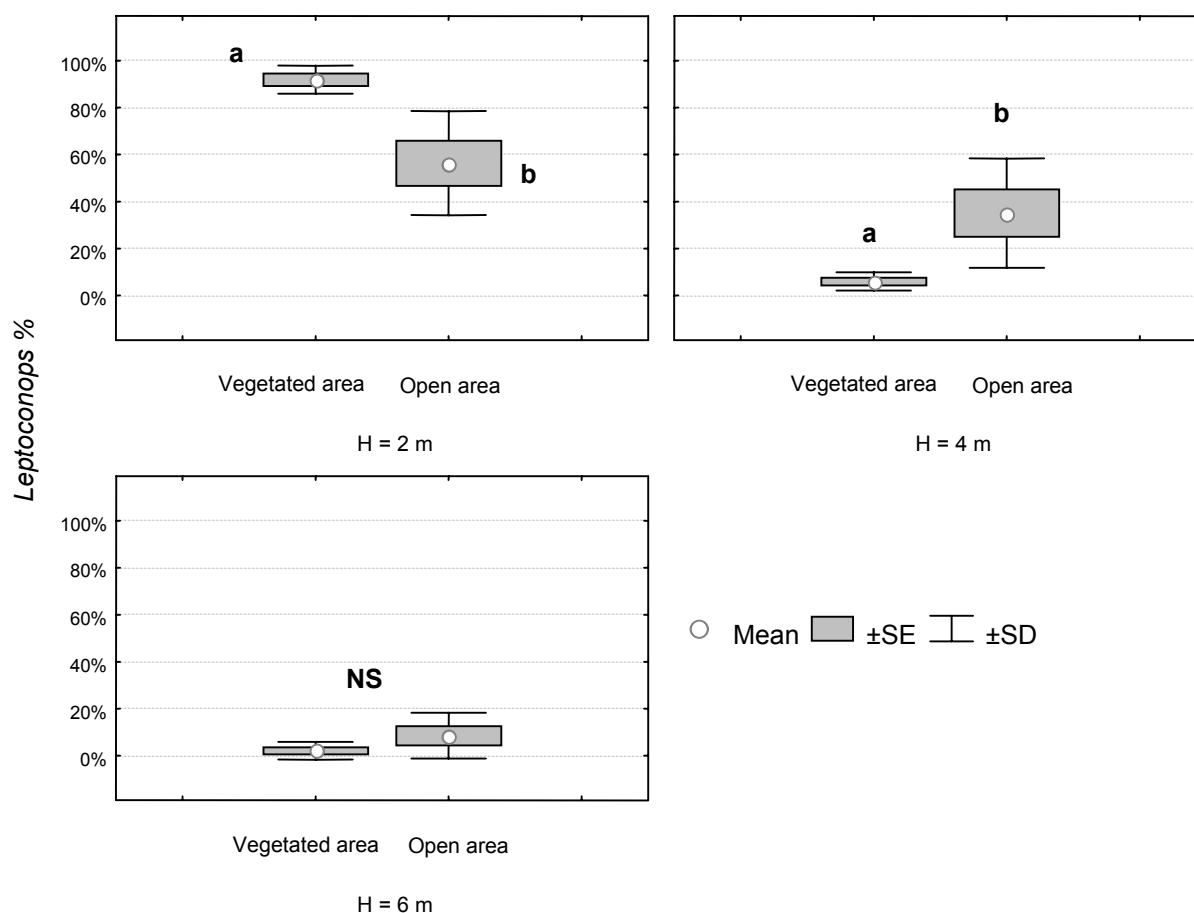 Leptoconops %
100%
80%
60%
40%
20%
0%
a
b
Vegetated area Open area
H = 2 m
a
b
Vegetated area Open area
H = 4 m
100%
80%
60%
40%
20%
0%
NS
Vegetated area Open area
H = 6 m
Mean ±SE ±SD